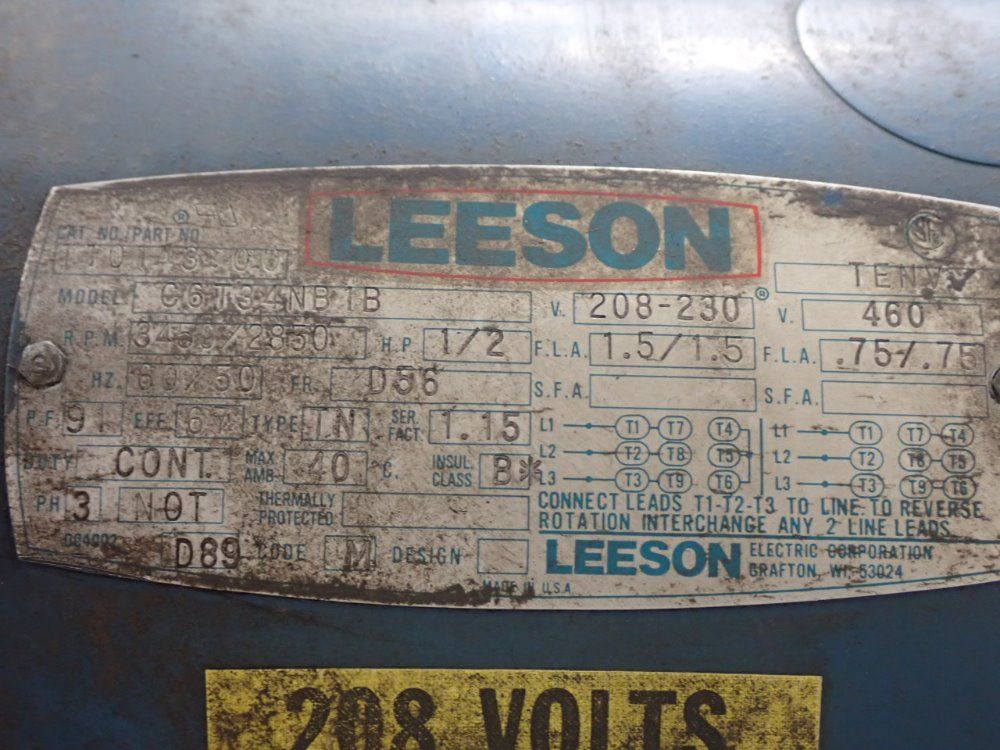 LEESON
CAT. NO./PART NO.
TENV
MODEL C6T34NB1B V. 208-230 V. 460
R.P.M. 3450/2850 H.P. 1/2 F.L.A. 1.5/1.5 F.L.A. .75/.75
HZ. 60/50 FR. D56 S.F.A. S.F.A.
P.F. 91 EFF. 67 TYPE TN SER. FACT. 1.15
L1 T1 T7 T4 L1 T1 T7 T4
L2 T2 T8 T5 L2 T2 T8 T5
L3 T3 T9 T6 L3 T3 T9 T6
DUTY CONT. MAX. AMB. 40 °C. INSUL. CLASS B*
PH 3 NOT THERMALLY PROTECTED
CONNECT LEADS T1-T2-T3 TO LINE. TO REVERSE
ROTATION INTERCHANGE ANY 2 LINE LEADS.
D89 CODE M DESIGN
LEESON ELECTRIC CORPORATION
GRAFTON, WI. 53024
MADE IN U.S.A.
208 VOLTS